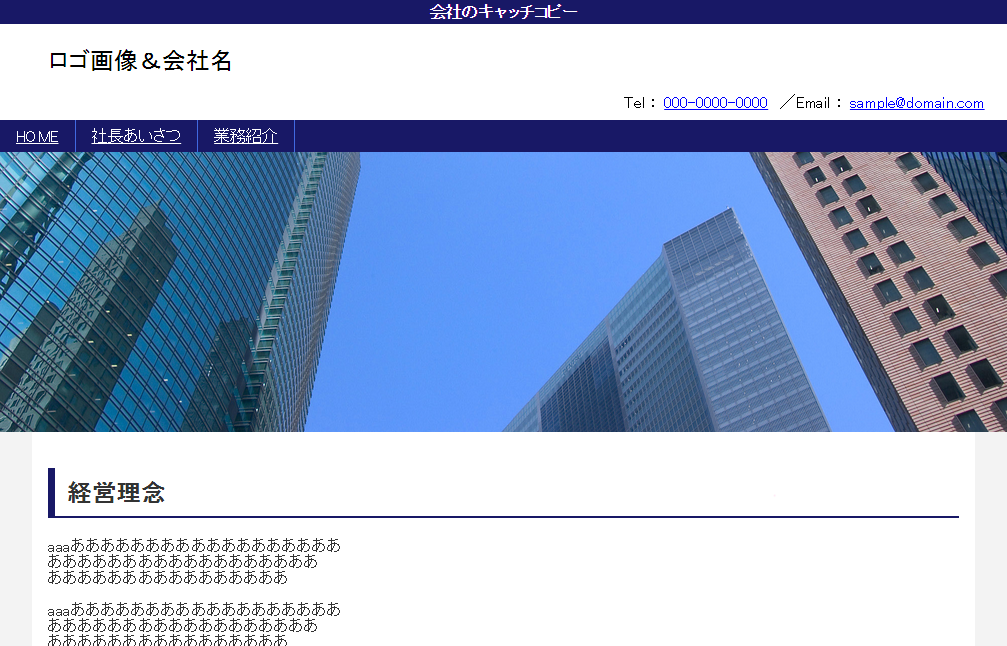 会社のキャッチコピー
ロゴ画像＆会社名
Tel： 000-0000-0000 ／Email： sample@domain.com
HOME 社長あいさつ 業務紹介
経営理念
aaaあああああああああああああああああああ
ああああああああああああああああああ
ああああああああああああああああ
aaaあああああああああああああああああああ
ああああああああああああああああああ
ああああああああああああああああ